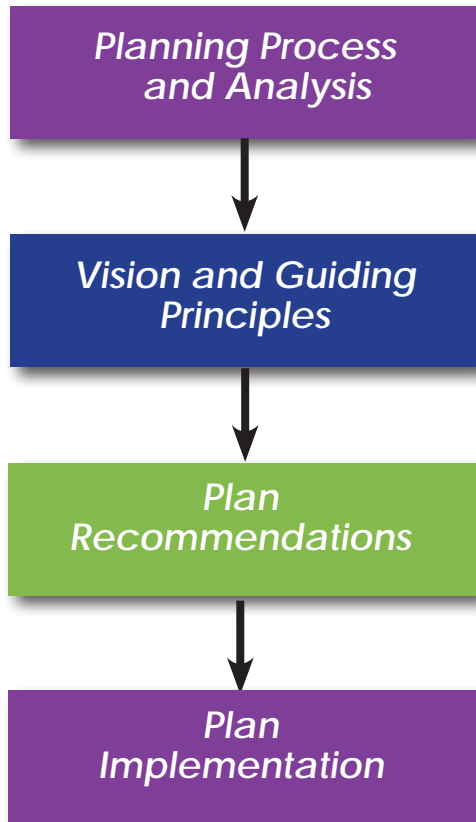 Planning Process
and Analysis
Vision and Guiding
Principles
Plan
Recommendations
Plan
Implementation